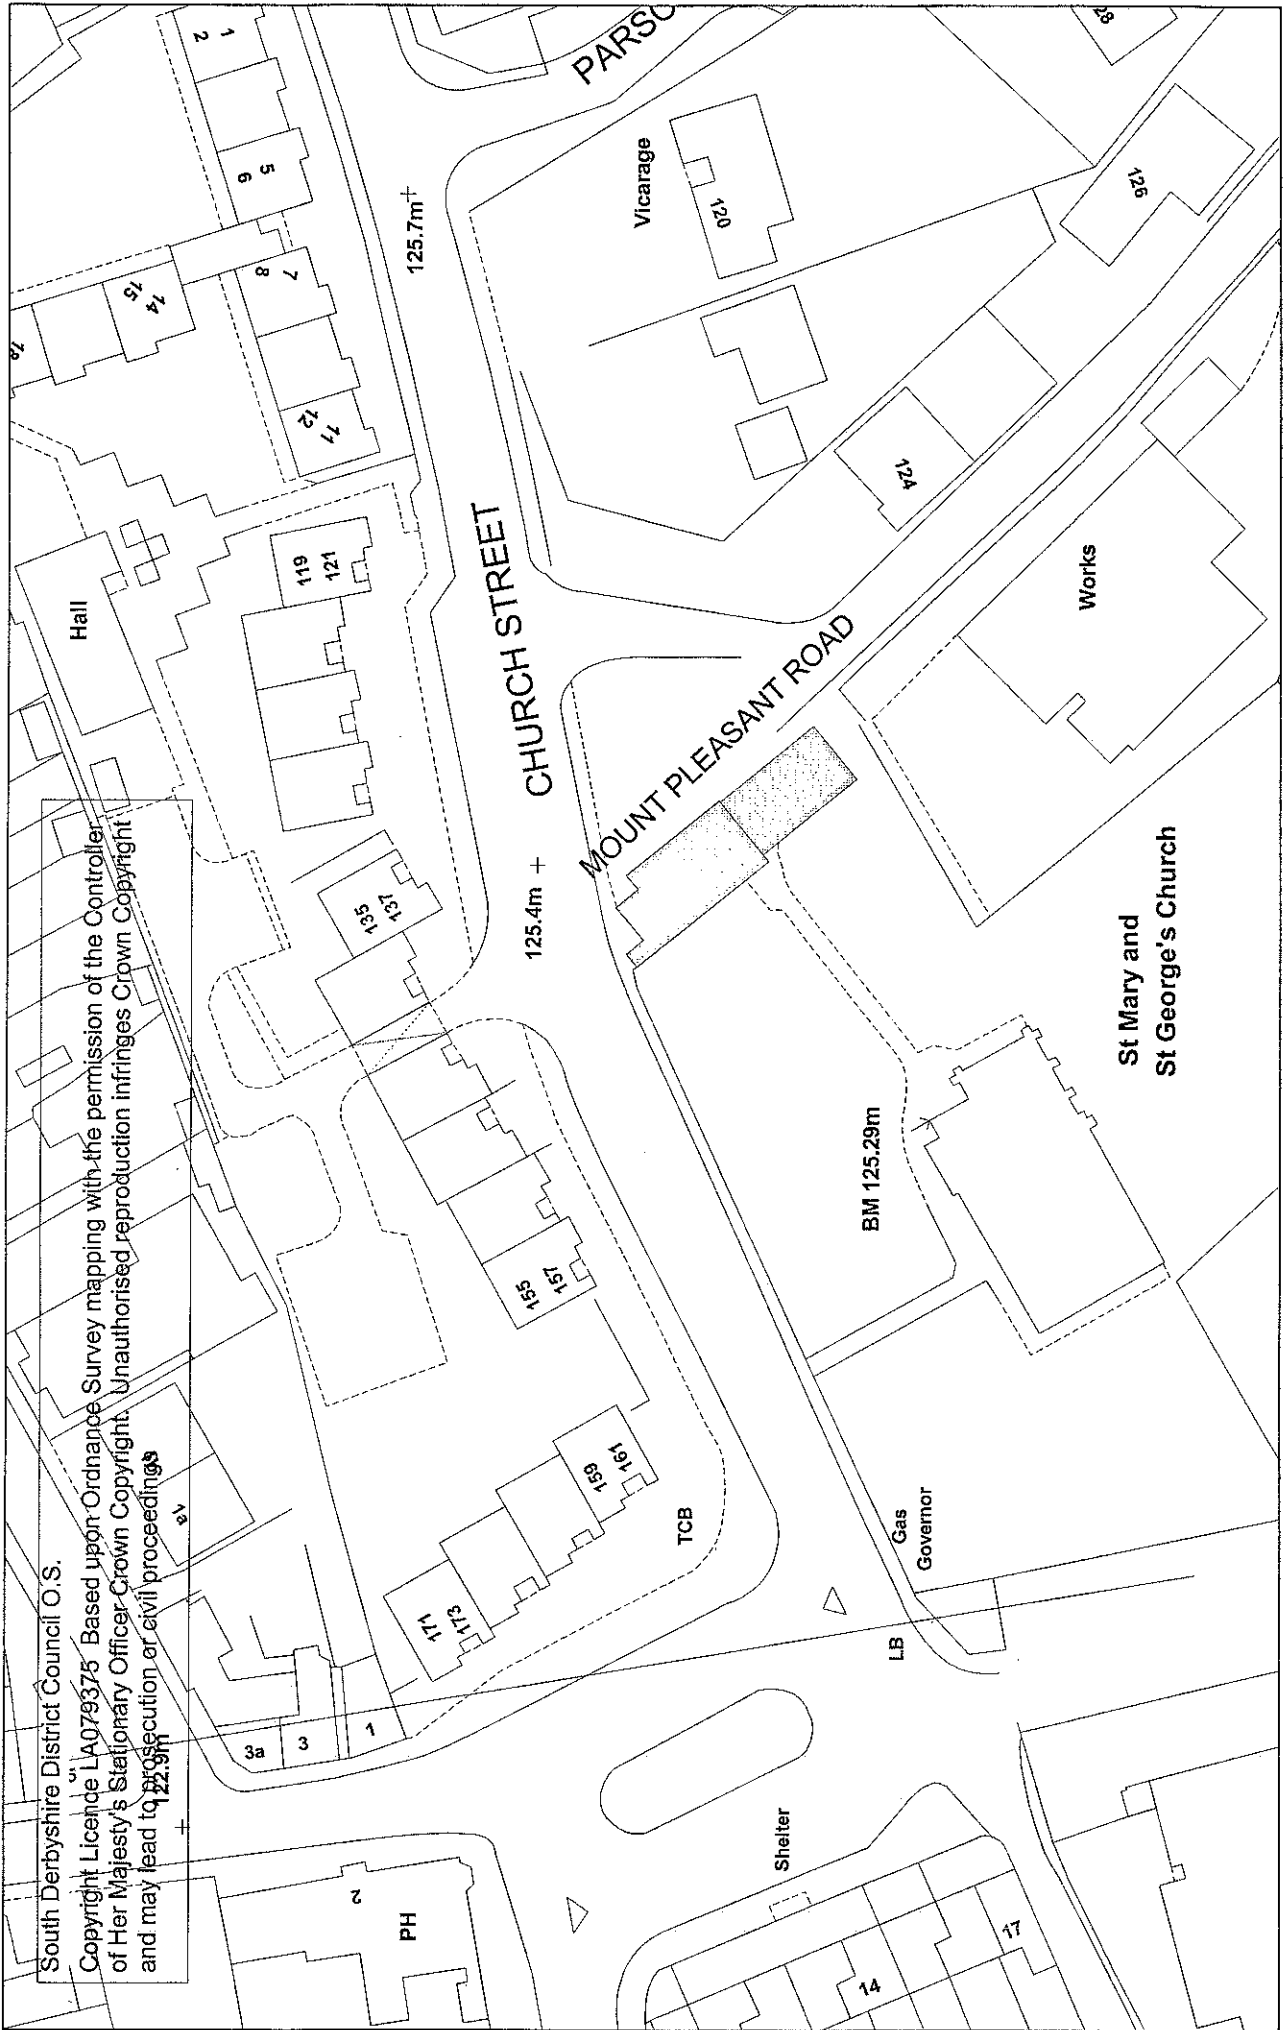 South Derbyshire District Council O.S.
Copyright Licence LA079375 Based upon Ordnance Survey mapping with the permission of the Controller
of Her Majesty's Stationary Officer Crown Copyright. Unauthorised reproduction infringes Crown Copyright
and may lead to prosecution or civil proceedings
122.9m
3a
3
1
2
PH
Hall
14
15
1
2
5
6
7
8
11
12
119
121
135
137
155
157
159
161
171
173
TCB
CHURCH STREET
125.7m
125.4m
MOUNT PLEASANT ROAD
Vicarage
120
124
126
Works
BM 125.29m
St Mary and
St George's Church
Gas
Governor
LB
Shelter
14
17